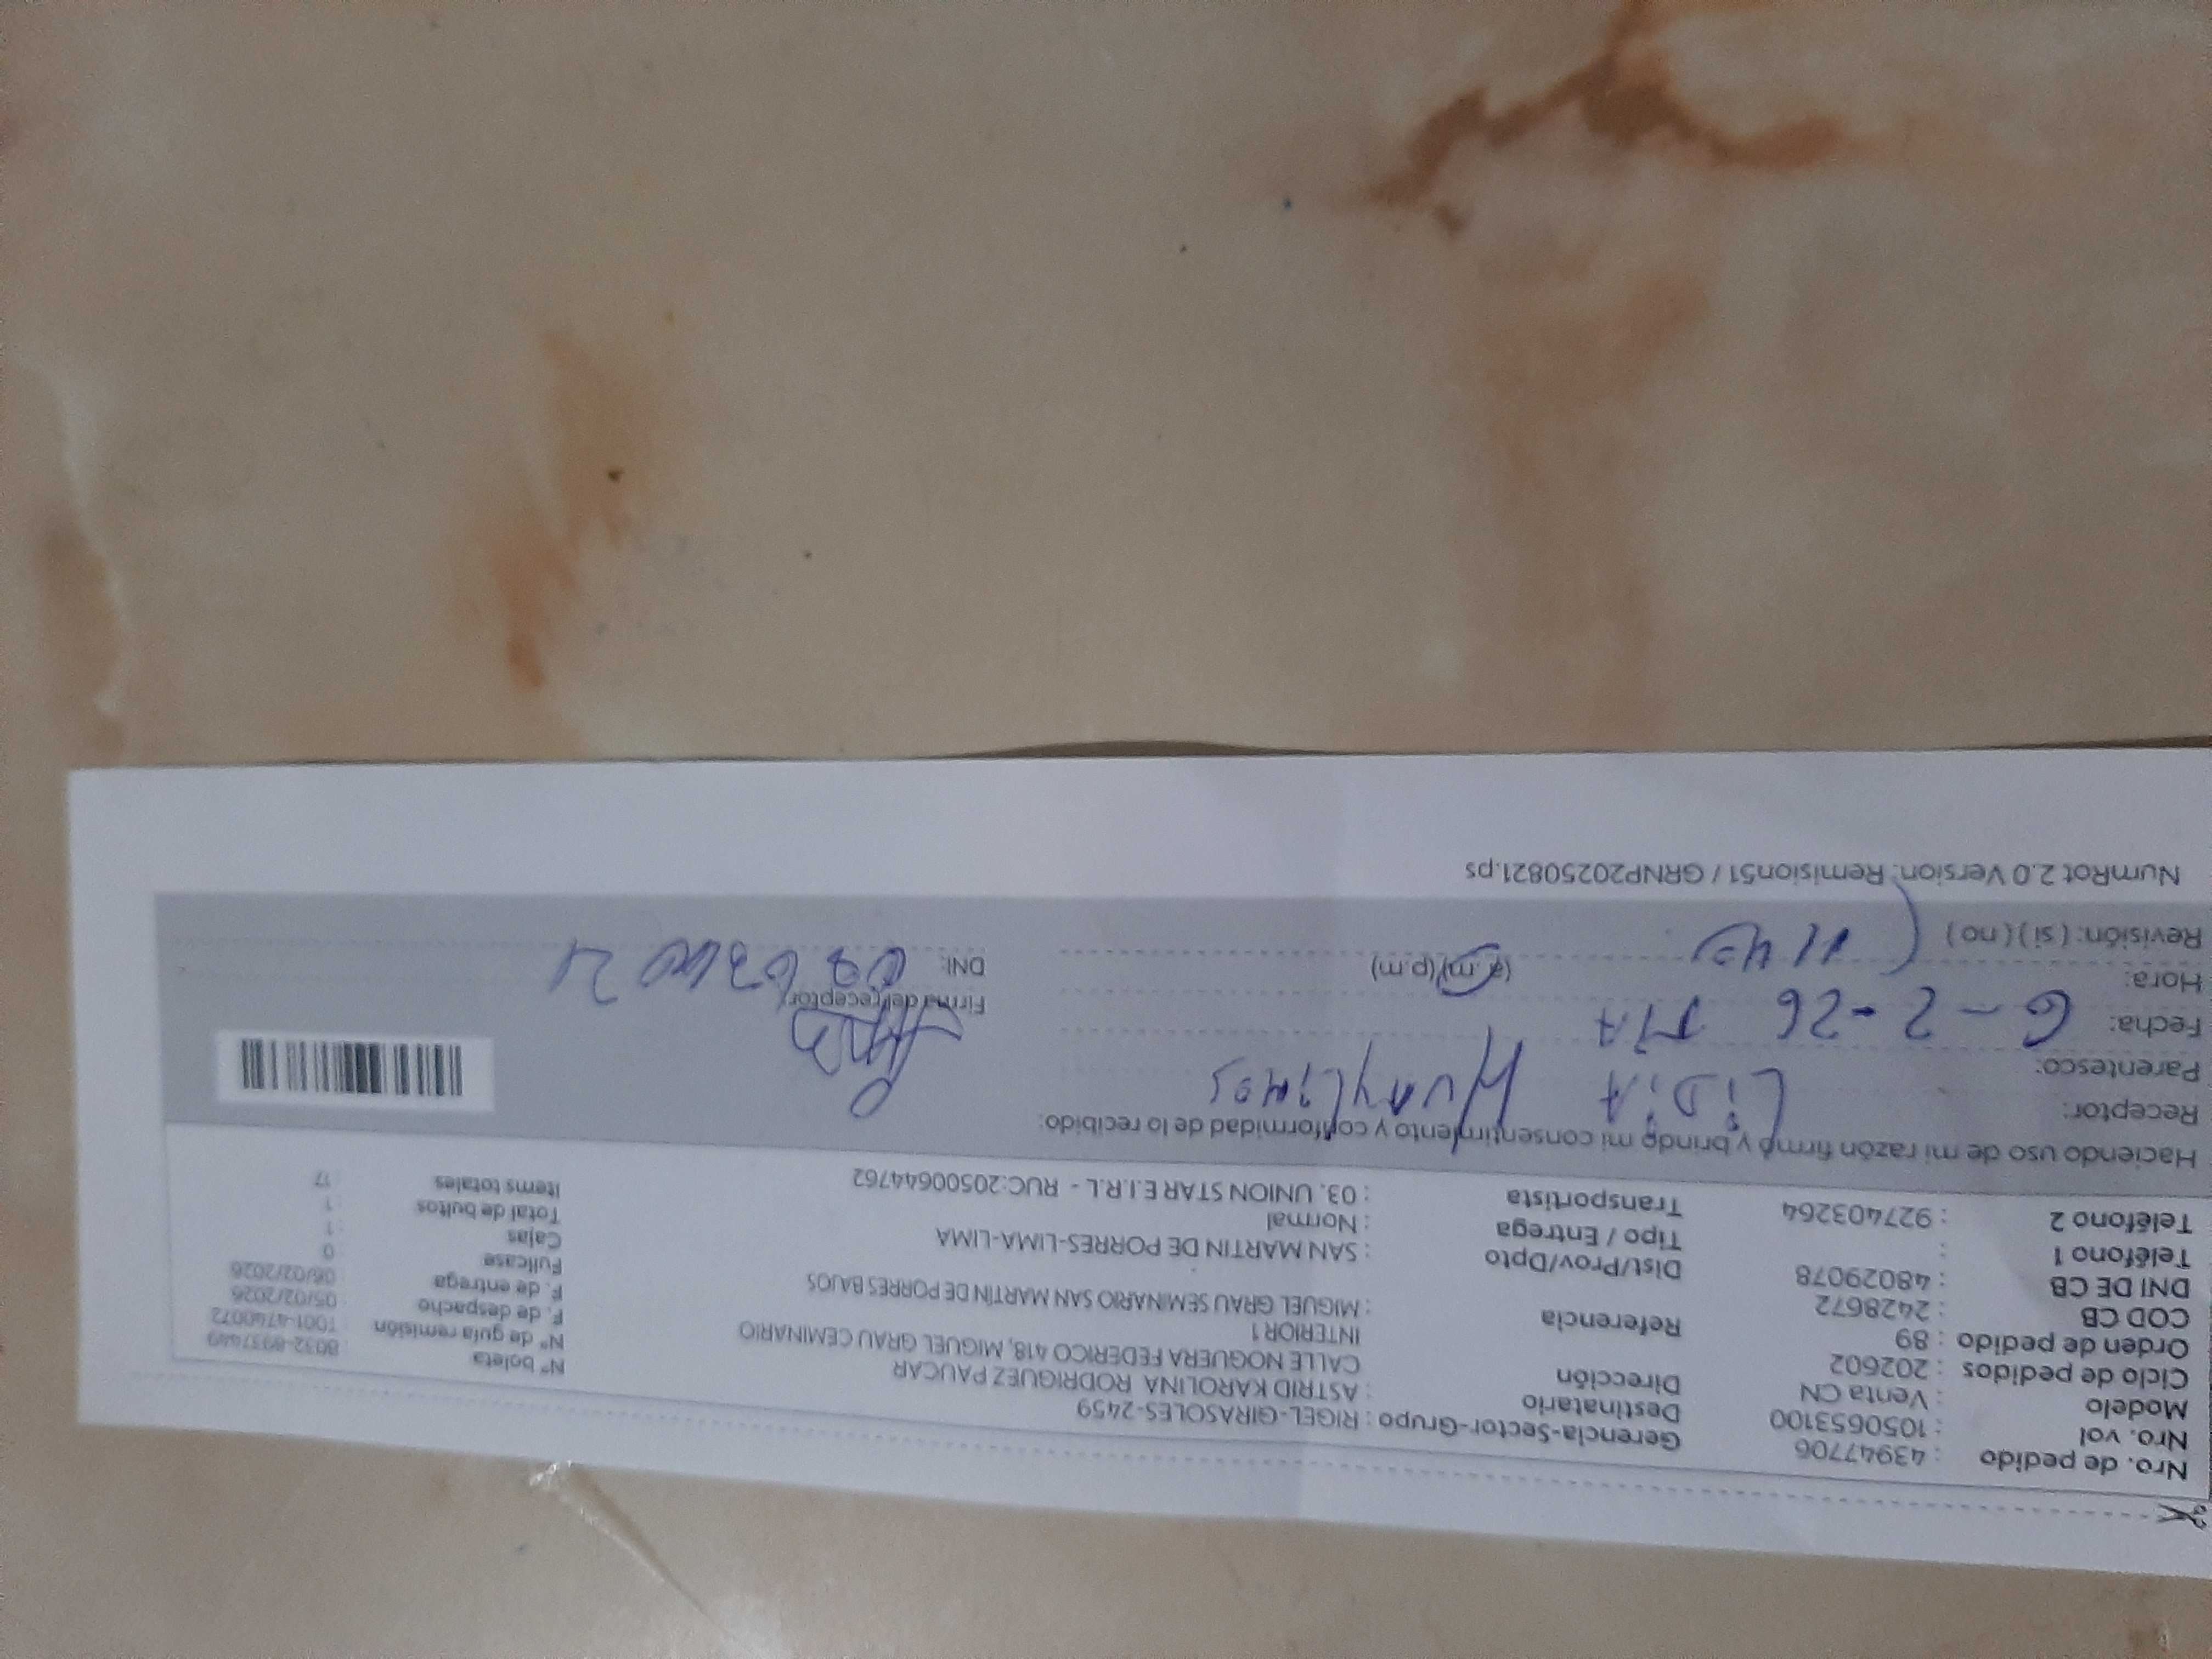 Nro. de pedido : 43947706
Nro. vol : 1050653100
Modelo : Venta CN
Ciclo de pedidos : 202602
Orden de pedido : 89
COD CB : 2428672
DNI DE CB : 48029078
Teléfono 1 :
Teléfono 2 : 927403264
Gerencia-Sector-Grupo : RIGEL-GIRASOLES-2459
Destinatario : ASTRID KAROLINA RODRIGUEZ PAUCAR
Dirección CALLE NOGUERA FEDERICO 418, MIGUEL GRAU CEMINARIO
INTERIOR 1
Referencia : MIGUEL GRAU SEMINARIO SAN MARTÍN DE PORRES BAJOS
Dist/Prov/Dpto : SAN MARTIN DE PORRES-LIMA-LIMA
Tipo / Entrega : Normal
Transportista : 03. UNION STAR E.I.R.L - RUC:20500644762
N° boleta
N° de guía remisión : T001-4740072
F. de despacho : 05/02/2026
F. de entrega : 06/02/2026
Fullcase : 0
Cajas : 1
Total de bultos : 1
Items totales : 17
Haciendo uso de mi razón firmo y brindo mi consentimiento y conformidad de lo recibido:
Receptor: LiDiA HuAyLiNos
Parentesco: TiA
Fecha: 6-2-26
Hora: 11:43 (a.m)(p.m)
Revisión: ( si ) ( no )
Firma del receptor
DNI:
NumRot 2.0 Version: Remision51 / GRNP20250821.ps